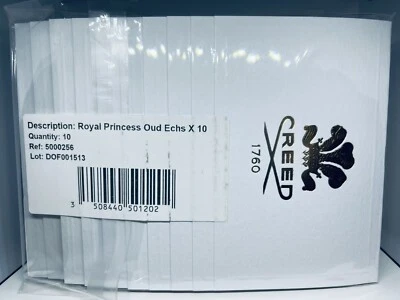 Description: Royal Princess Oud Echs X 10
Quantity: 10
Ref: 5000256
Lot: DOF001513
3 508440 501202
CREED
1760